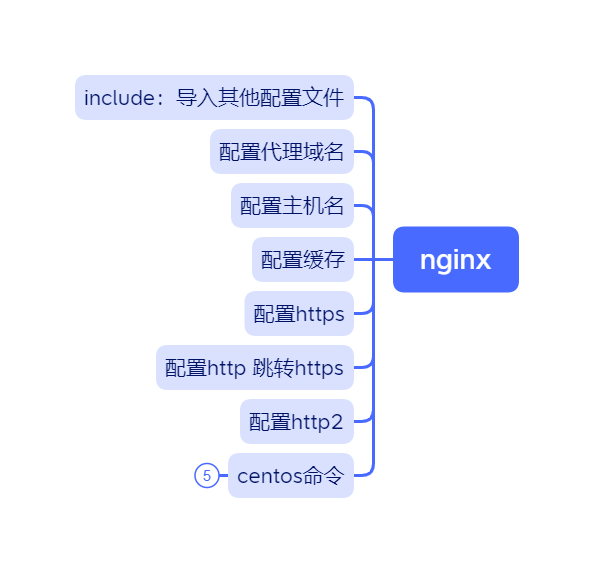 include：导入其他配置文件
配置代理域名
配置主机名
配置缓存
nginx
配置https
配置http 跳转https
配置http2
5
centos命令